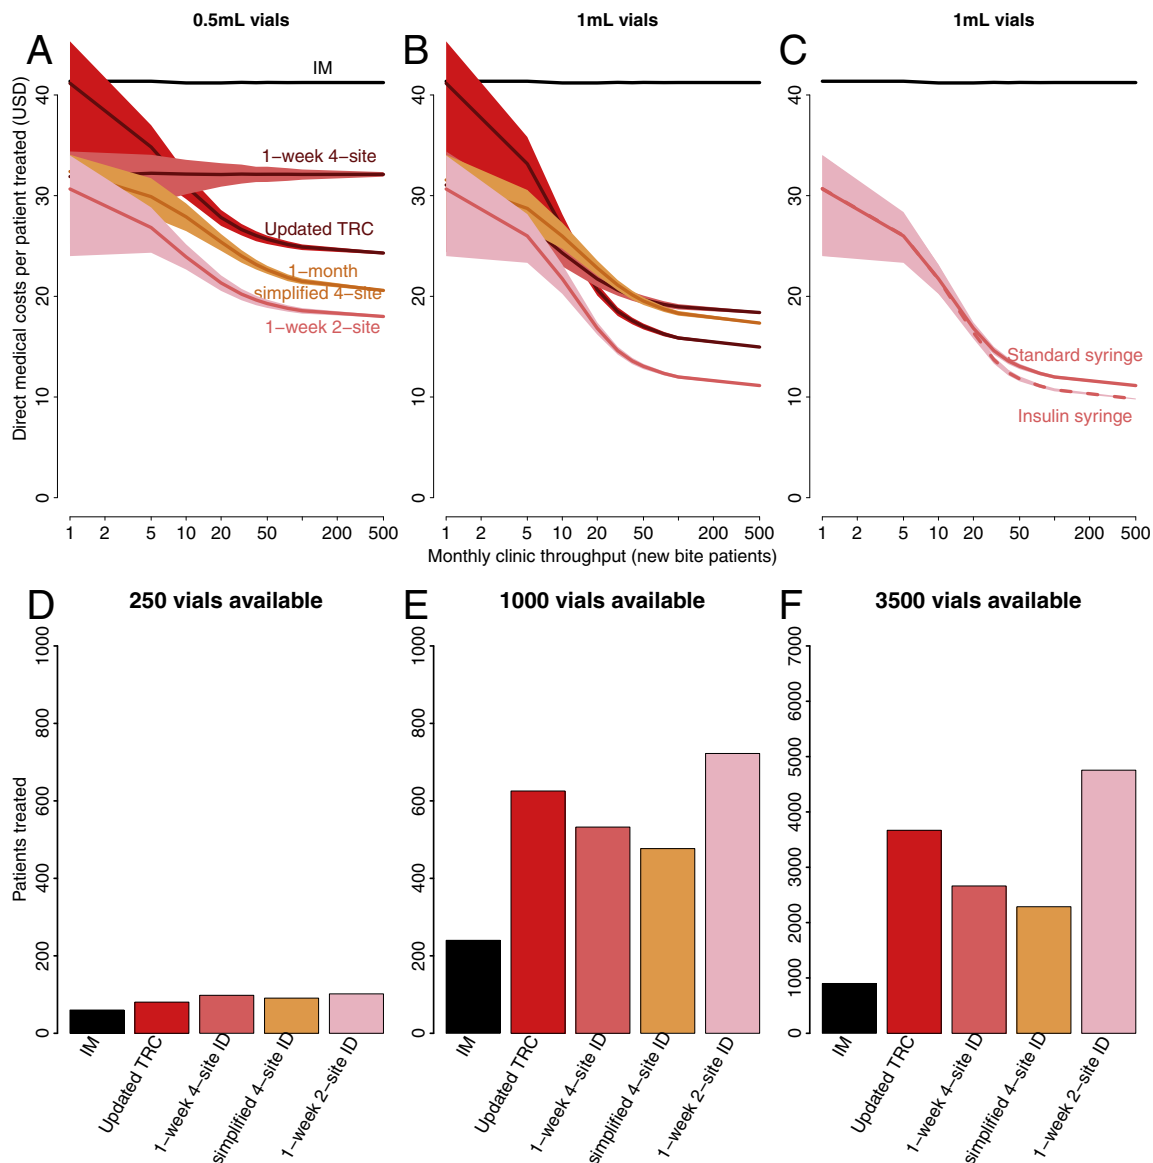 0.5mL vials
1mL vials
1mL vials
A
B
C
Direct medical costs per patient treated (USD)
0
10
20
30
40
IM
1−week 4−site
Updated TRC
1−month
simplified 4−site
1−week 2−site
1 2 5 10 20 50 200 500
0
10
20
30
40
1 2 5 10 20 50 200 500
0
10
20
30
40
Standard syringe
Insulin syringe
1 2 5 10 20 50 200 500
Monthly clinic throughput (new bite patients)
D
250 vials available
E
1000 vials available
F
3500 vials available
Patients treated
0
200
400
600
800
1000
IM
Updated TRC
1−week 4−site ID
simplified 4−site ID
1−week 2−site ID
0
200
400
600
800
1000
IM
Updated TRC
1−week 4−site ID
simplified 4−site ID
1−week 2−site ID
0
1000
2000
3000
4000
5000
6000
7000
IM
Updated TRC
1−week 4−site ID
simplified 4−site ID
1−week 2−site ID